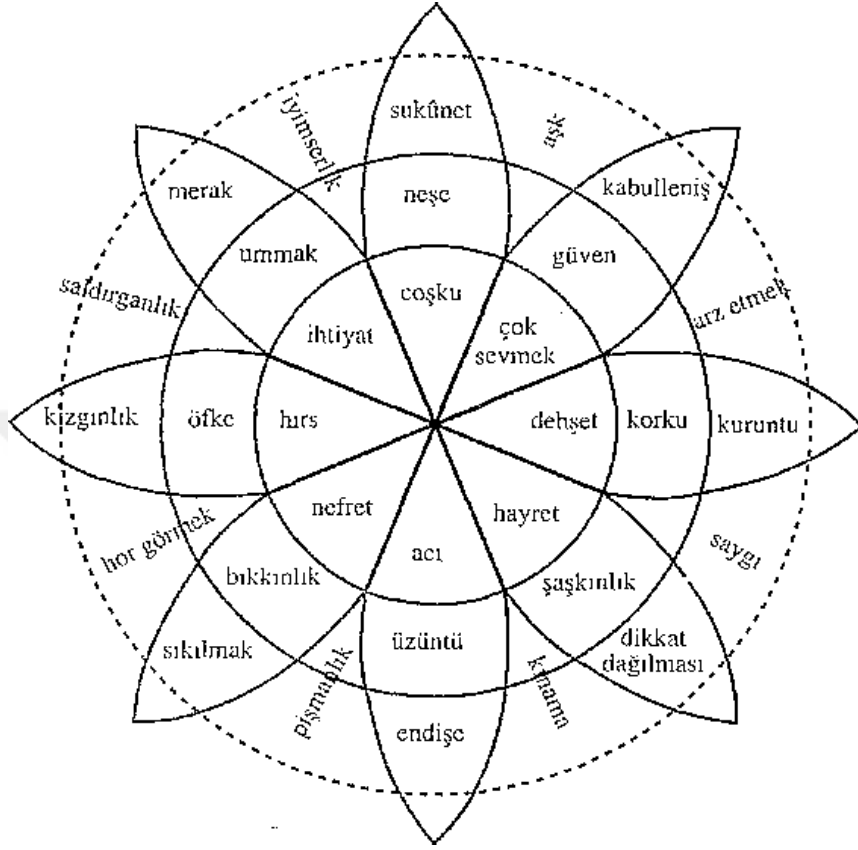 sukûnet
aşk
iyimserlik
merak
kabulleniş
neşe
ummak
güven
saldırganlık
coşku
arz etmek
ihtiyat
çok
sevmek
kızgınlık
öfke
hırs
dehşet
korku
kuruntu
nefret
hayret
hor görmek
acı
saygı
bıkkınlık
şaşkınlık
sıkılmak
üzüntü
dikkat
dağılması
pişmanlık
kınama
endişe